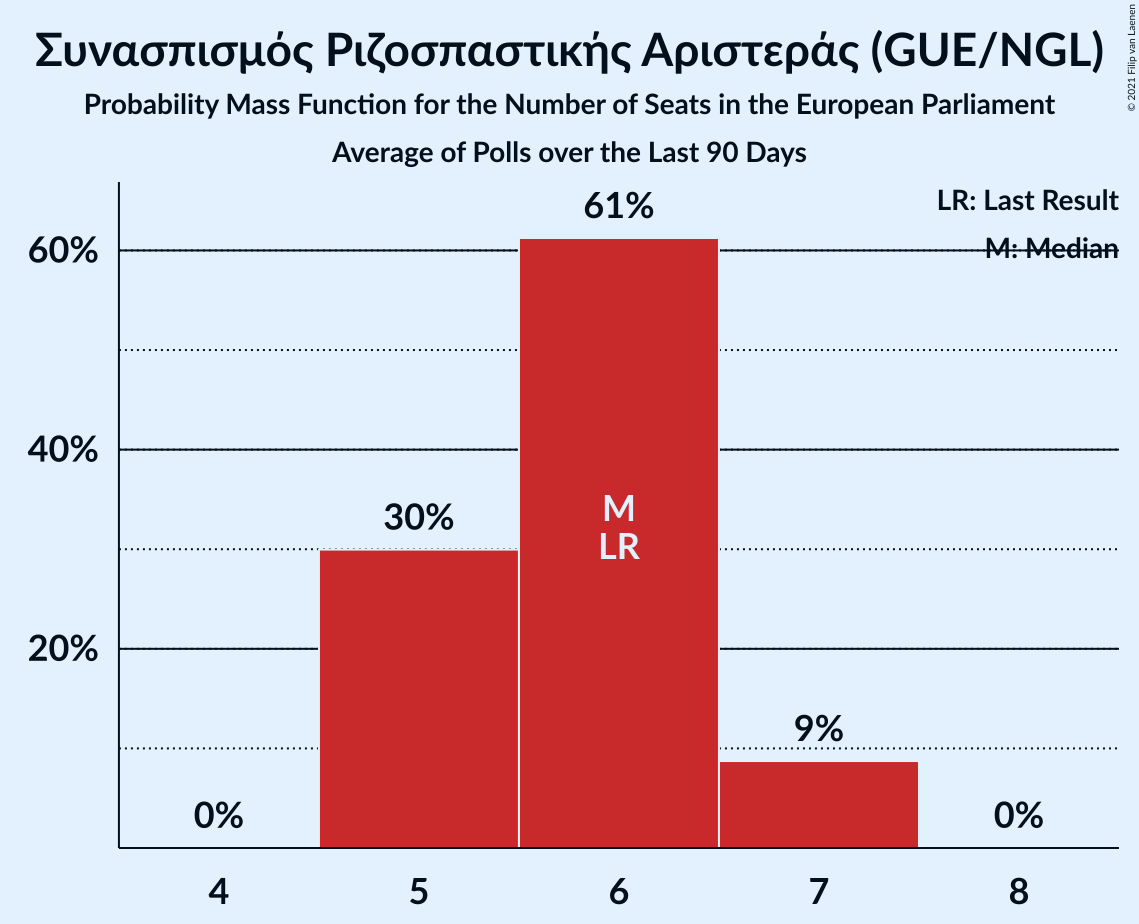 Συνασπισμός Ριζοσπαστικής Αριστεράς (GUE/NGL)
Probability Mass Function for the Number of Seats in the European Parliament
Average of Polls over the Last 90 Days
© 2021 Filip van Laenen
LR: Last Result
M: Median
61%
60%
40%
30%
M
LR
20%
9%
0%
0%
4
5
6
7
8